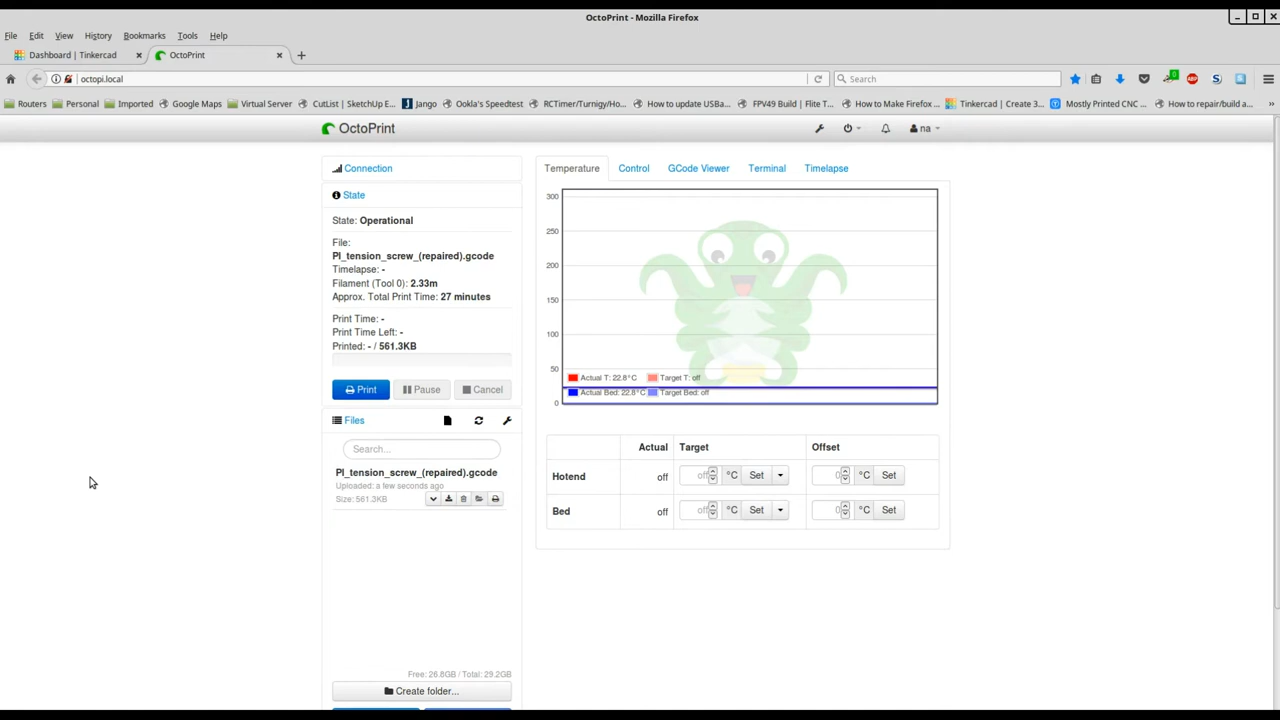 OctoPrint - Mozilla Firefox
File Edit View History Bookmarks Tools Help
Dashboard | Tinkercad OctoPrint
octopi.local Search 0 ABP S
Routers Personal Imported Google Maps Virtual Server CutList | SketchUp E... Jango Ookla's Speedtest RCTimer/Turnigy/Ho... How to update USBa... FPV49 Build | Flite T... How to Make Firefox ... Tinkercad | Create 3... Mostly Printed CNC ... How to repair/build a...
OctoPrint na
Connection
State
State: Operational
File:
PI_tension_screw_(repaired).gcode
Timelapse: -
Filament (Tool 0): 2.33m
Approx. Total Print Time: 27 minutes
Print Time: -
Print Time Left: -
Printed: - / 561.3KB
Print Pause Cancel
Files
Search...
PI_tension_screw_(repaired).gcode
Uploaded: a few seconds ago
Size: 561.3KB
Free: 26.8GB / Total: 29.2GB
Create folder...
Temperature Control GCode Viewer Terminal Timelapse
300
250
200
150
100
50
0
Actual T: 22.8°C Target T: off
Actual Bed: 22.8°C Target Bed: off
Actual Target Offset
Hotend off off °C Set 0 °C Set
Bed off off °C Set 0 °C Set